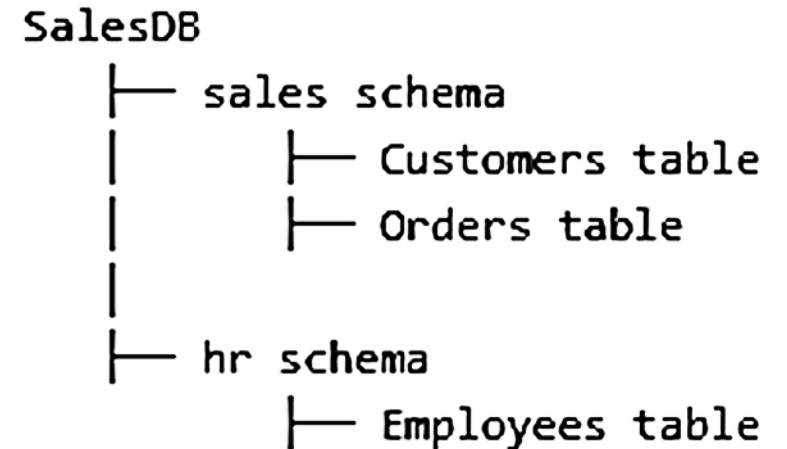 SalesDB
├── sales schema
│       ├── Customers table
│       ├── Orders table
│
├── hr schema
        ├── Employees table